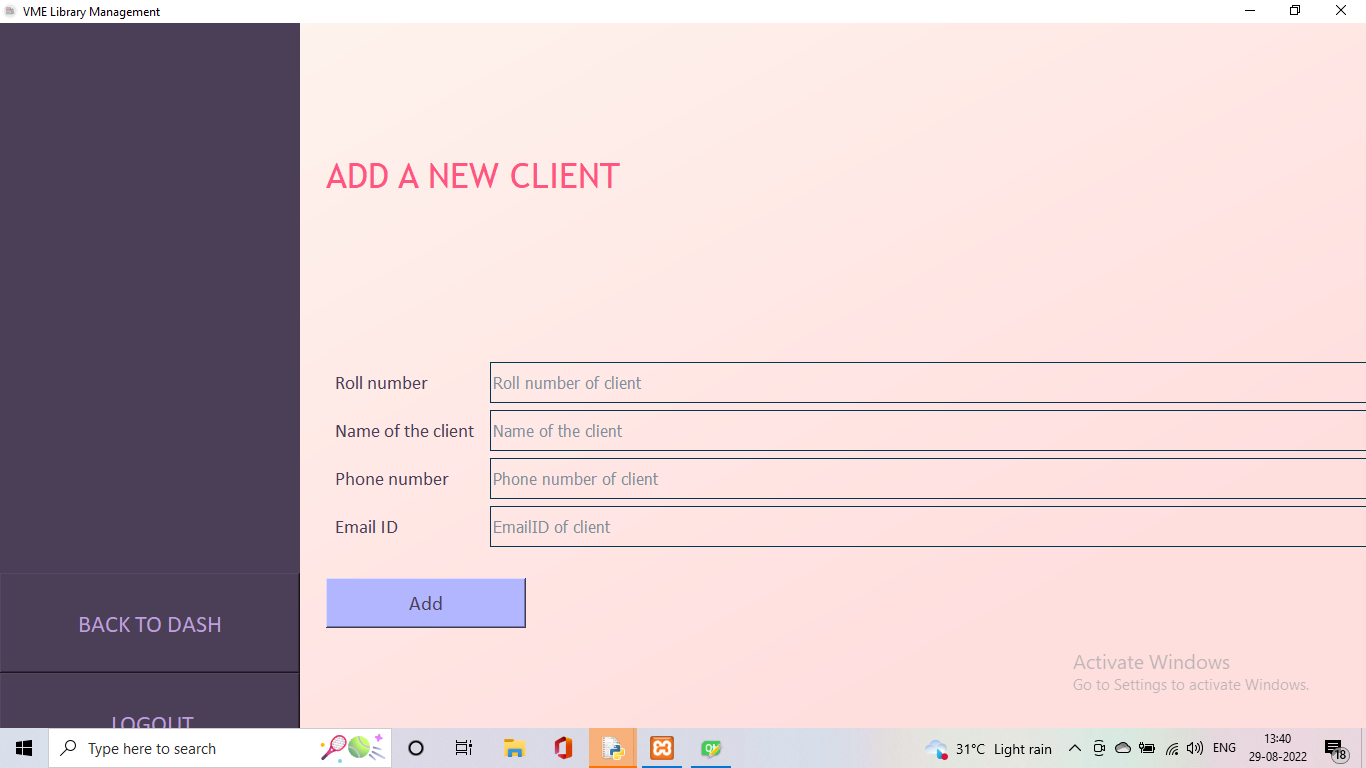 VME Library Management
ADD A NEW CLIENT
Roll number
Roll number of client
Name of the client
Name of the client
Phone number
Phone number of client
Email ID
EmailID of client
Add
BACK TO DASH
LOGOUT
Activate Windows
Go to Settings to activate Windows.
Type here to search
31°C Light rain
ENG
13:40
29-08-2022
18